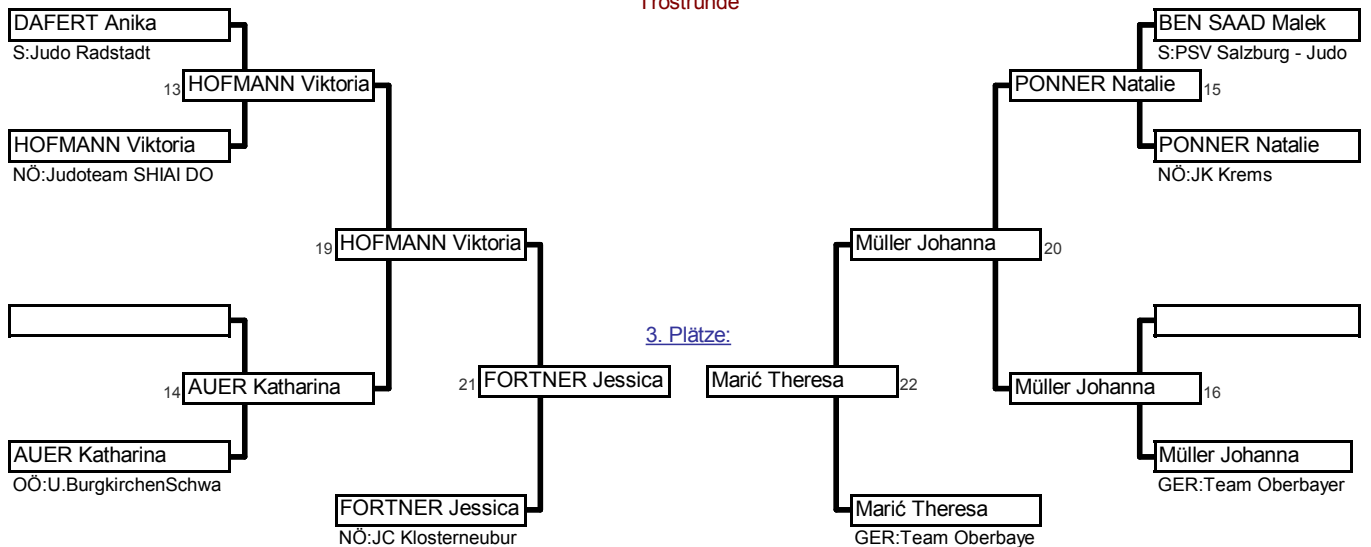 Trostrunde
DAFERT Anika
S:Judo Radstadt
13 HOFMANN Viktoria
HOFMANN Viktoria
NÖ:Judoteam SHIAI DO
19 HOFMANN Viktoria
14 AUER Katharina
AUER Katharina
OÖ:U.BurgkirchenSchwa
21 FORTNER Jessica
FORTNER Jessica
NÖ:JC Klosterneubur
3. Plätze:
BEN SAAD Malek
S:PSV Salzburg - Judo
PONNER Natalie 15
PONNER Natalie
NÖ:JK Krems
Müller Johanna 20
Marić Theresa 22
Müller Johanna 16
Müller Johanna
GER:Team Oberbayer
Marić Theresa
GER:Team Oberbaye